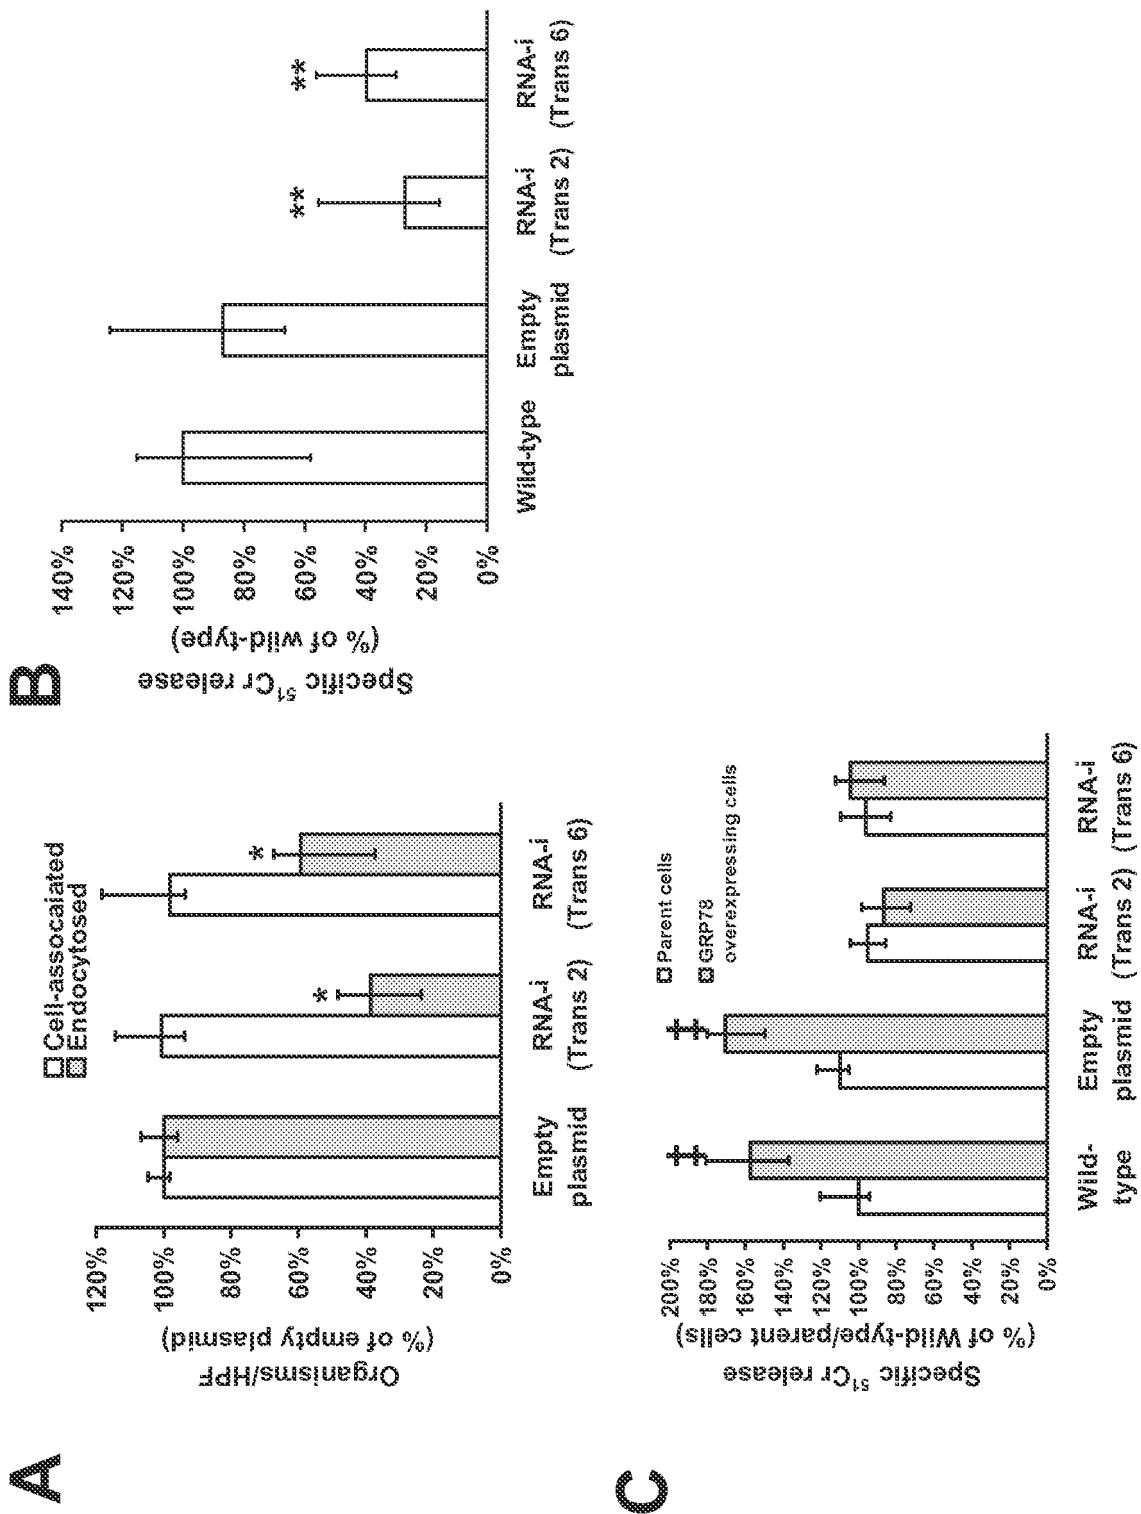 A
Organisms/HPF
(% of empty plasmid)
120%
100%
80%
60%
40%
20%
0%
Cell-assocaiated
Endocytosed
*
*
Empty
plasmid
RNA-i
(Trans 2)
RNA-i
(Trans 6)
B
Specific ⁵¹Cr release
(% of wild-type)
140%
120%
100%
80%
60%
40%
20%
0%
**
**
Wild-type
Empty
plasmid
RNA-i
(Trans 2)
RNA-i
(Trans 6)
C
Specific ⁵¹Cr release
(% of Wild-type/parent cells)
200%
180%
160%
140%
120%
100%
80%
60%
40%
20%
0%
Parent cells
GRP78
overexpressing cells
‡
‡
Wild-
type
Empty
plasmid
RNA-i
(Trans 2)
RNA-i
(Trans 6)